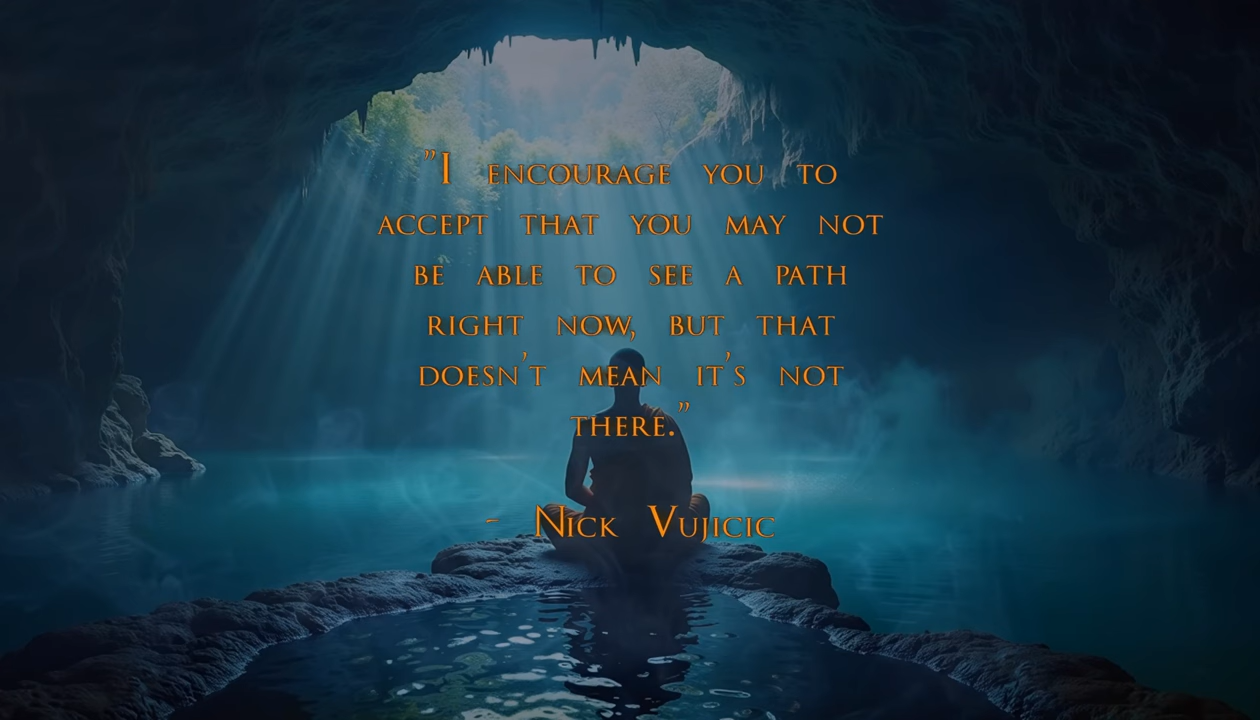 "I ENCOURAGE YOU TO
ACCEPT THAT YOU MAY NOT
BE ABLE TO SEE A PATH
RIGHT NOW, BUT THAT
DOESN'T MEAN IT'S NOT
THERE."
- NICK VUJICIC